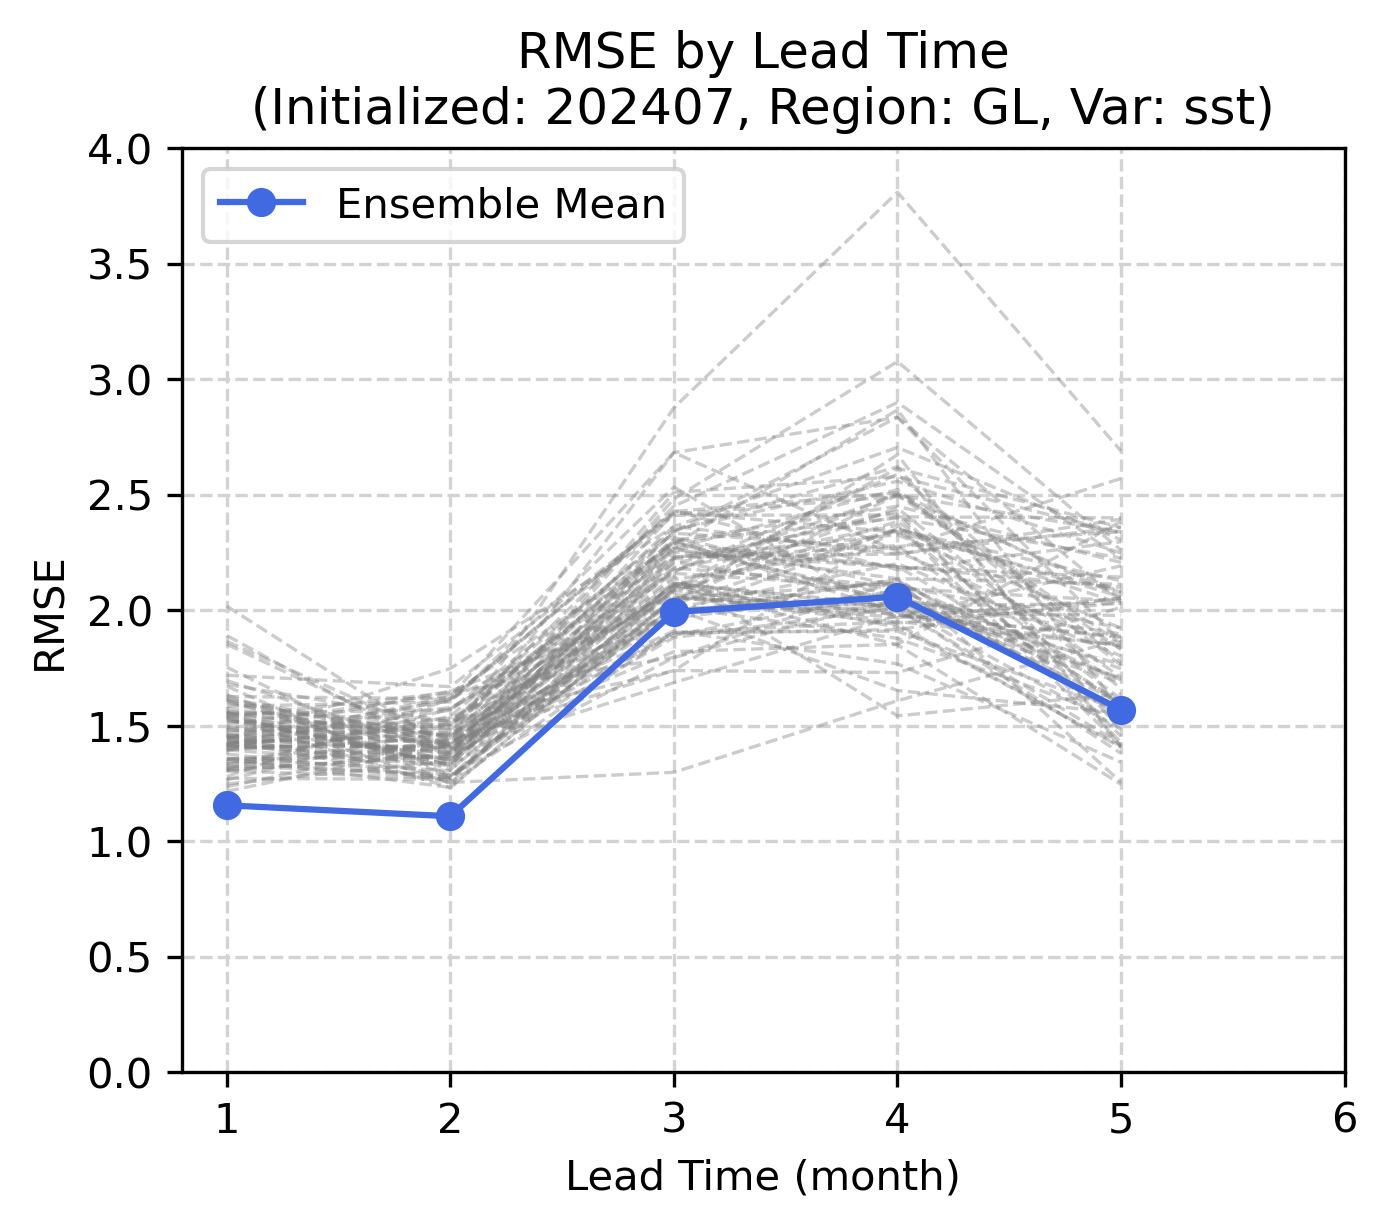 RMSE by Lead Time
(Initialized: 202407, Region: GL, Var: sst)
Ensemble Mean
RMSE
4.0
3.5
3.0
2.5
2.0
1.5
1.0
0.5
0.0
1 2 3 4 5 6
Lead Time (month)